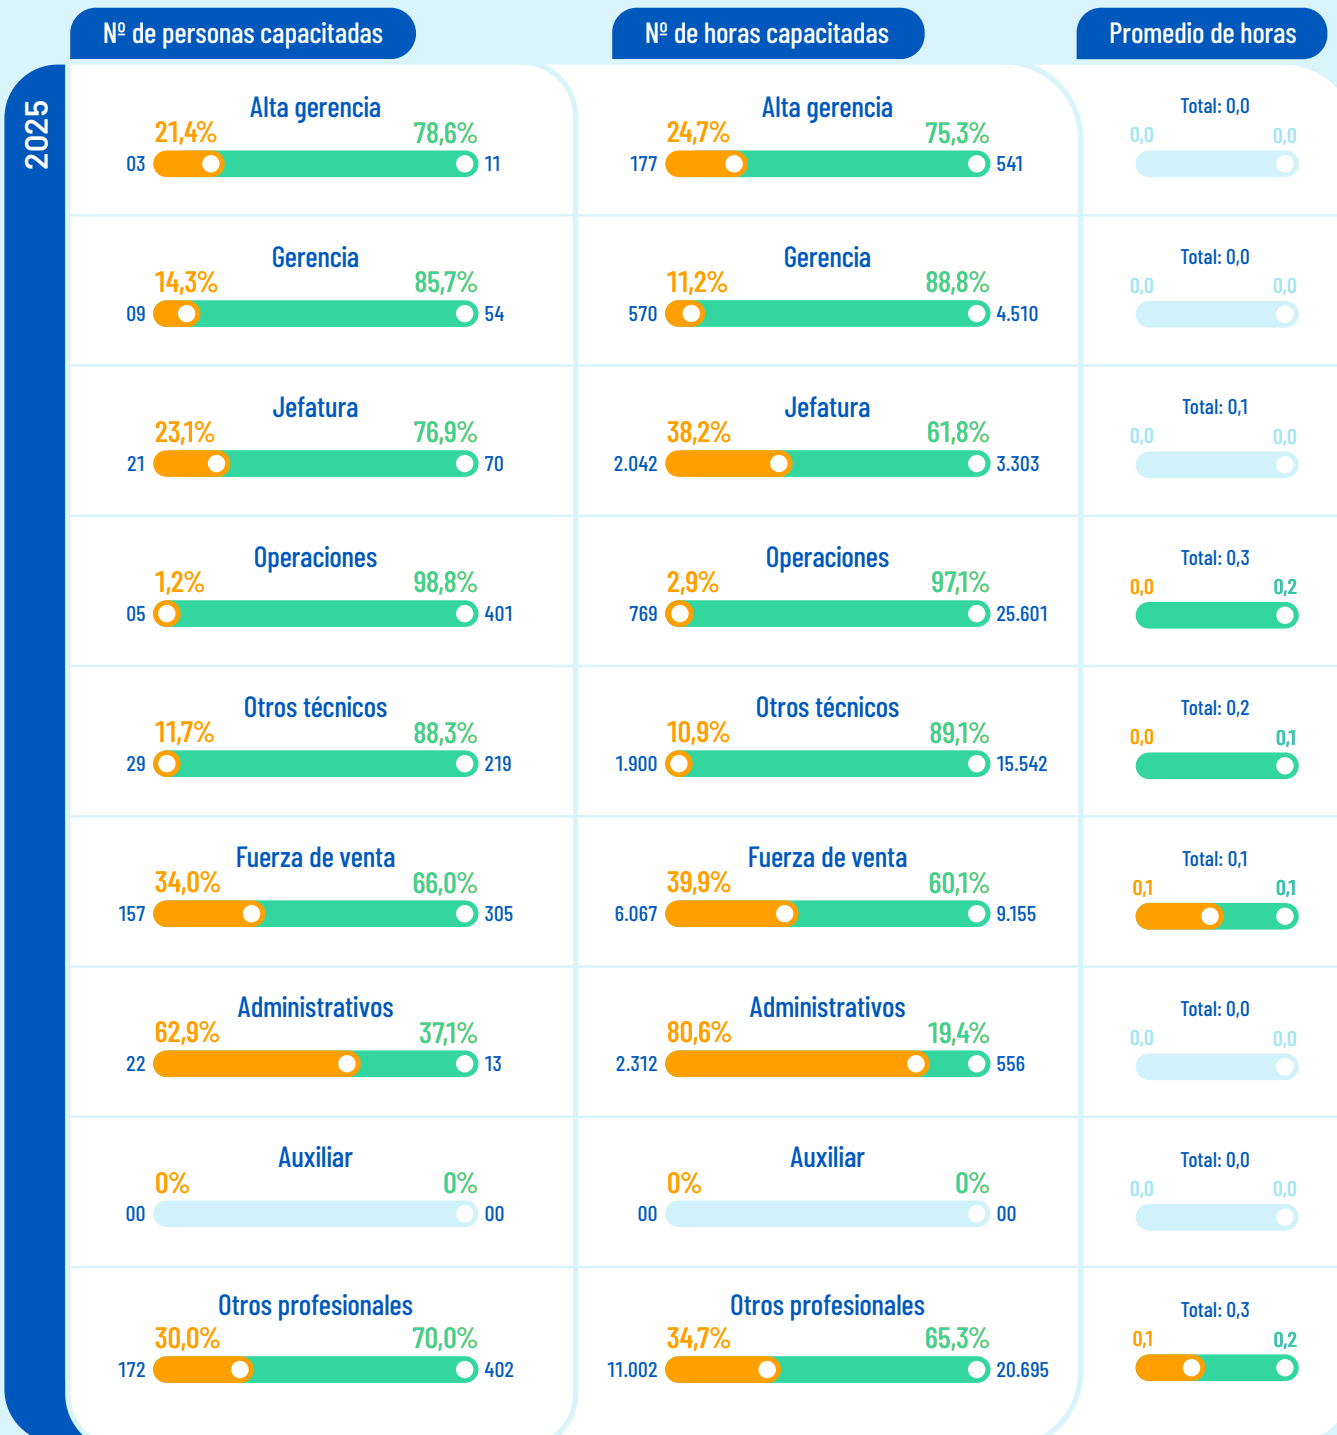 Nº de personas capacitadas
Nº de horas capacitadas
Promedio de horas
2025
Alta gerencia
21,4% 78,6%
03 11
Alta gerencia
24,7% 75,3%
177 541
Total: 0,0
0,0 0,0
Gerencia
14,3% 85,7%
09 54
Gerencia
11,2% 88,8%
570 4.510
Total: 0,0
0,0 0,0
Jefatura
23,1% 76,9%
21 70
Jefatura
38,2% 61,8%
2.042 3.303
Total: 0,1
0,0 0,0
Operaciones
1,2% 98,8%
05 401
Operaciones
2,9% 97,1%
769 25.601
Total: 0,3
0,0 0,2
Otros técnicos
11,7% 88,3%
29 219
Otros técnicos
10,9% 89,1%
1.900 15.542
Total: 0,2
0,0 0,1
Fuerza de venta
34,0% 66,0%
157 305
Fuerza de venta
39,9% 60,1%
6.067 9.155
Total: 0,1
0,1 0,1
Administrativos
62,9% 37,1%
22 13
Administrativos
80,6% 19,4%
2.312 556
Total: 0,0
0,0 0,0
Auxiliar
0% 0%
00 00
Auxiliar
0% 0%
00 00
Total: 0,0
0,0 0,0
Otros profesionales
30,0% 70,0%
172 402
Otros profesionales
34,7% 65,3%
11.002 20.695
Total: 0,3
0,1 0,2